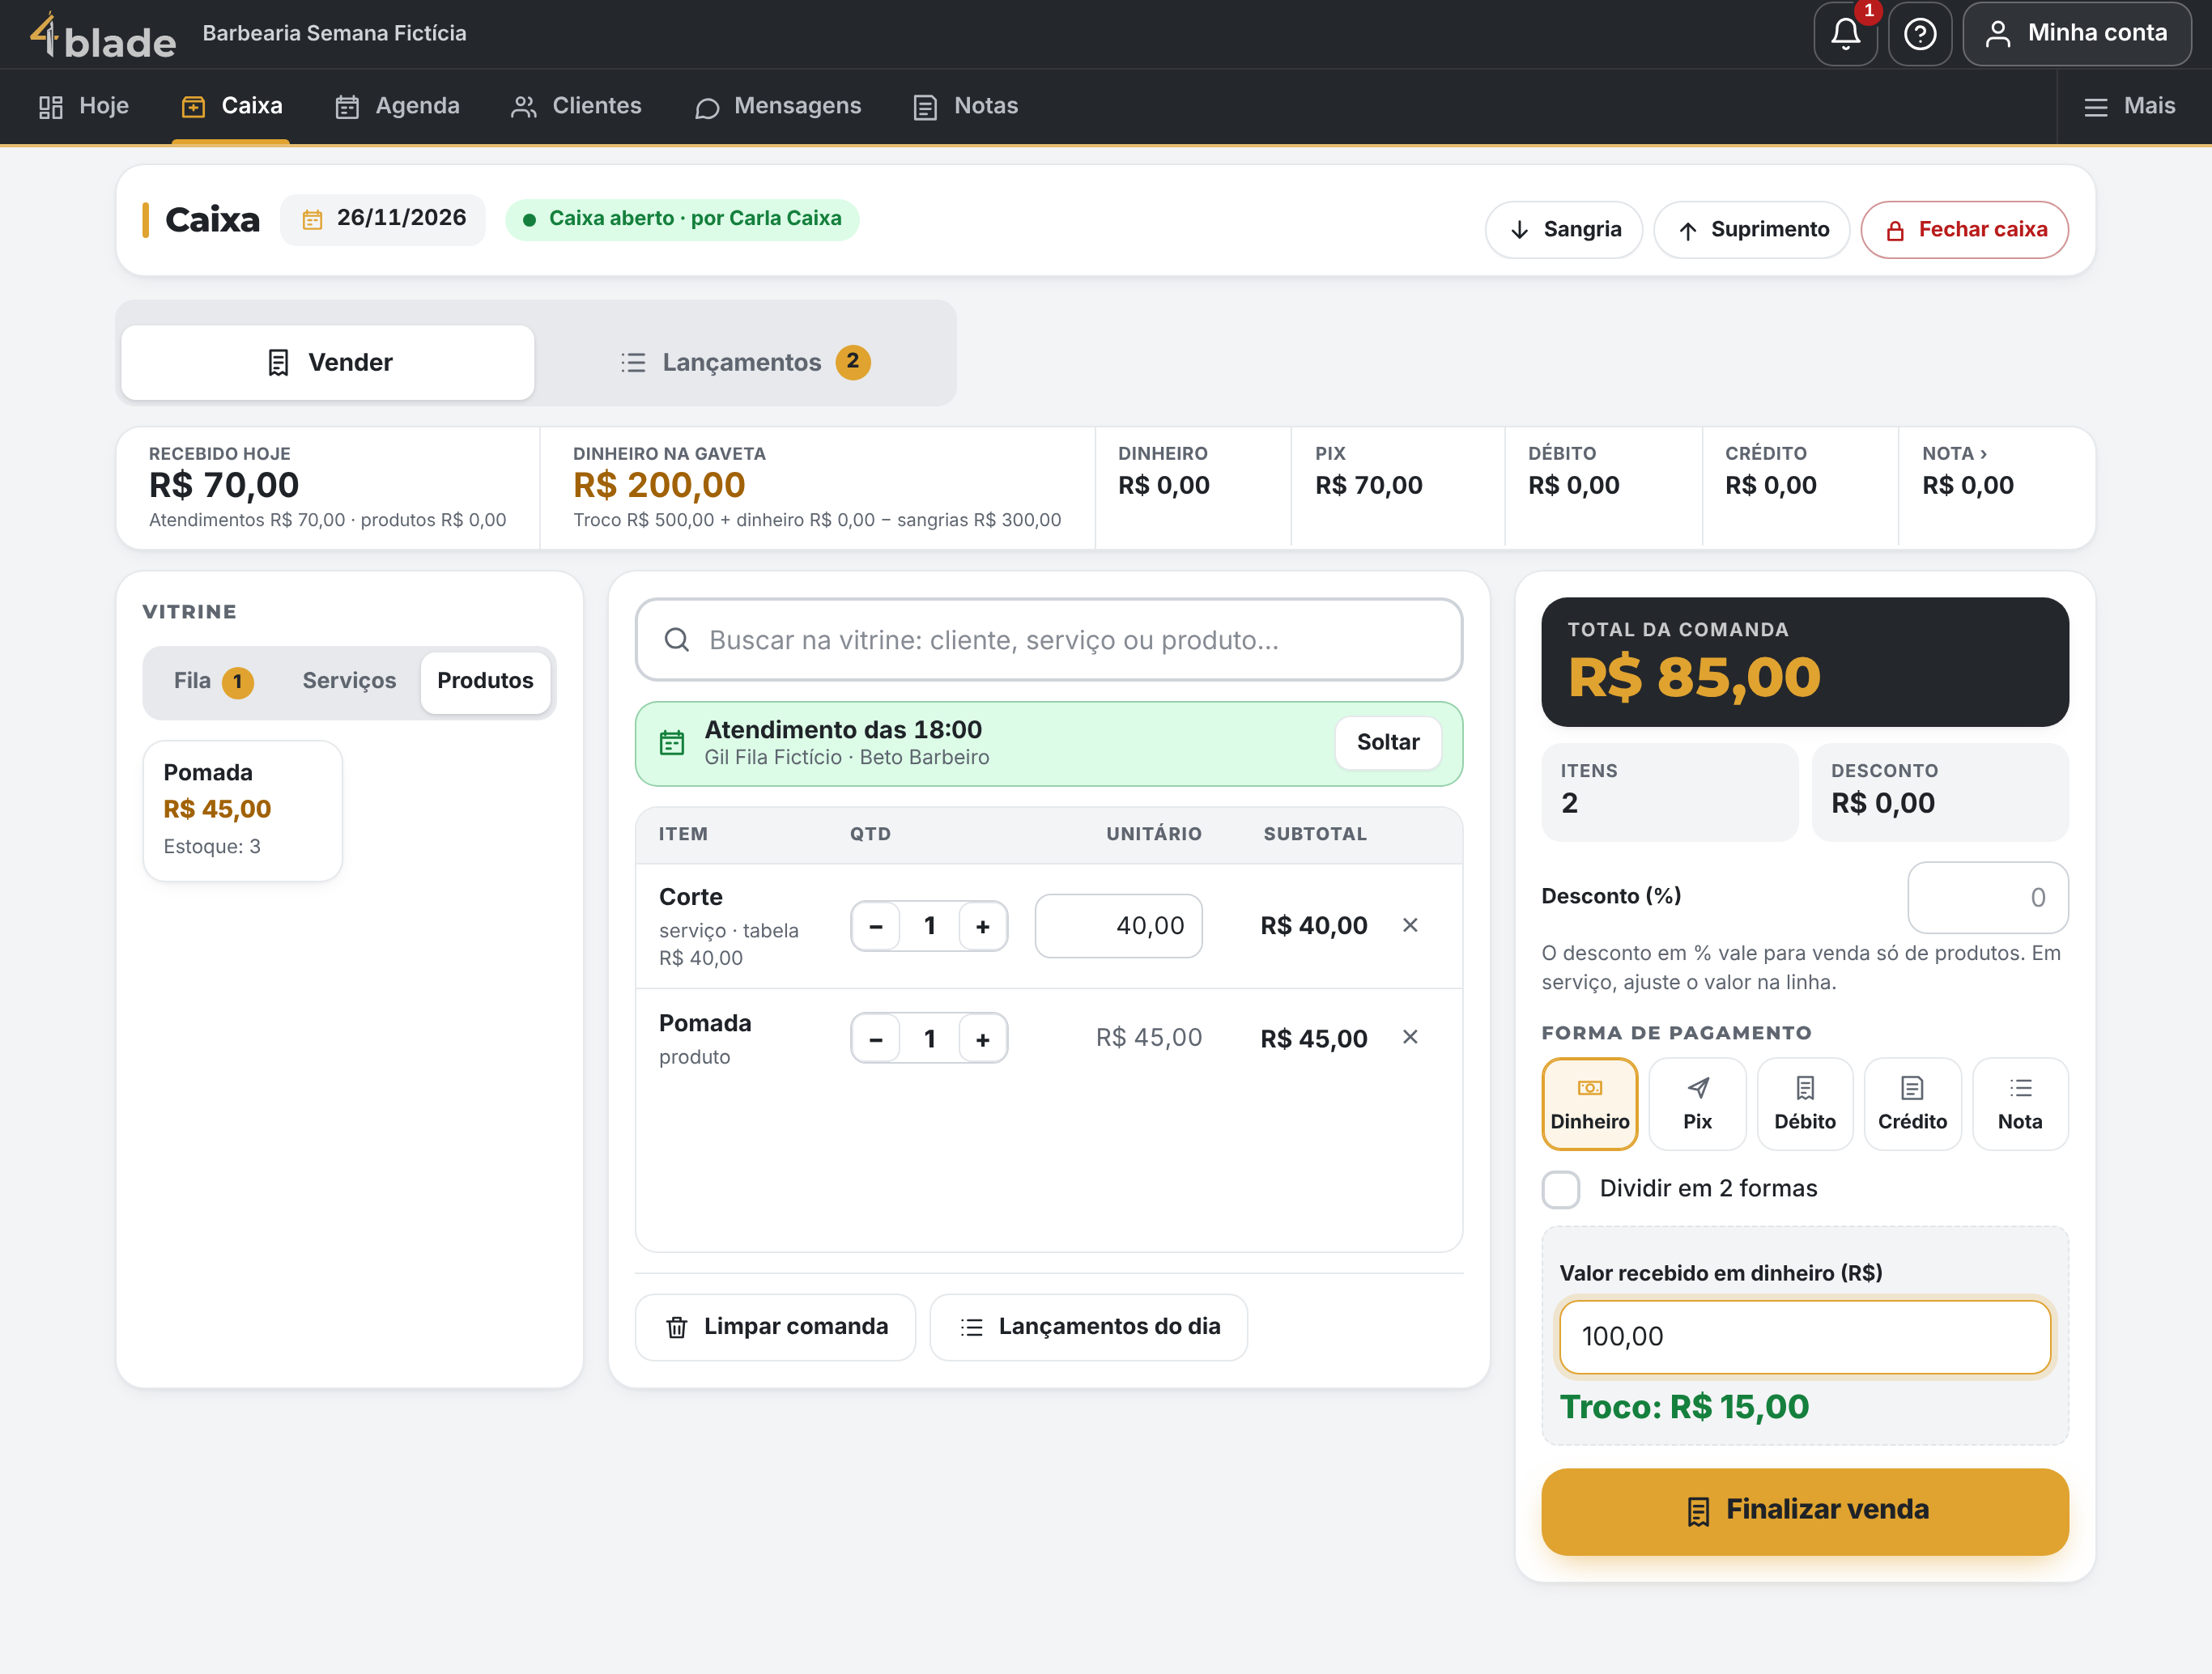 4blade
Barbearia Semana Fictícia
1
Minha conta
Hoje
Caixa
Agenda
Clientes
Mensagens
Notas
Mais
Caixa
26/11/2026
Caixa aberto · por Carla Caixa
Sangria
Suprimento
Fechar caixa
Vender
Lançamentos 2
RECEBIDO HOJE
R$ 70,00
Atendimentos R$ 70,00 · produtos R$ 0,00
DINHEIRO NA GAVETA
R$ 200,00
Troco R$ 500,00 + dinheiro R$ 0,00 − sangrias R$ 300,00
DINHEIRO
R$ 0,00
PIX
R$ 70,00
DÉBITO
R$ 0,00
CRÉDITO
R$ 0,00
NOTA ›
R$ 0,00
VITRINE
Fila 1
Serviços
Produtos
Pomada
R$ 45,00
Estoque: 3
Buscar na vitrine: cliente, serviço ou produto...
Atendimento das 18:00
Gil Fila Fictício · Beto Barbeiro
Soltar
ITEM QTD UNITÁRIO SUBTOTAL
Corte
serviço · tabela
R$ 40,00
− 1 + 40,00 R$ 40,00 ×
Pomada
produto
− 1 + R$ 45,00 R$ 45,00 ×
Limpar comanda
Lançamentos do dia
TOTAL DA COMANDA
R$ 85,00
ITENS
2
DESCONTO
R$ 0,00
Desconto (%)
0
O desconto em % vale para venda só de produtos. Em
serviço, ajuste o valor na linha.
FORMA DE PAGAMENTO
Dinheiro
Pix
Débito
Crédito
Nota
Dividir em 2 formas
Valor recebido em dinheiro (R$)
100,00
Troco: R$ 15,00
Finalizar venda